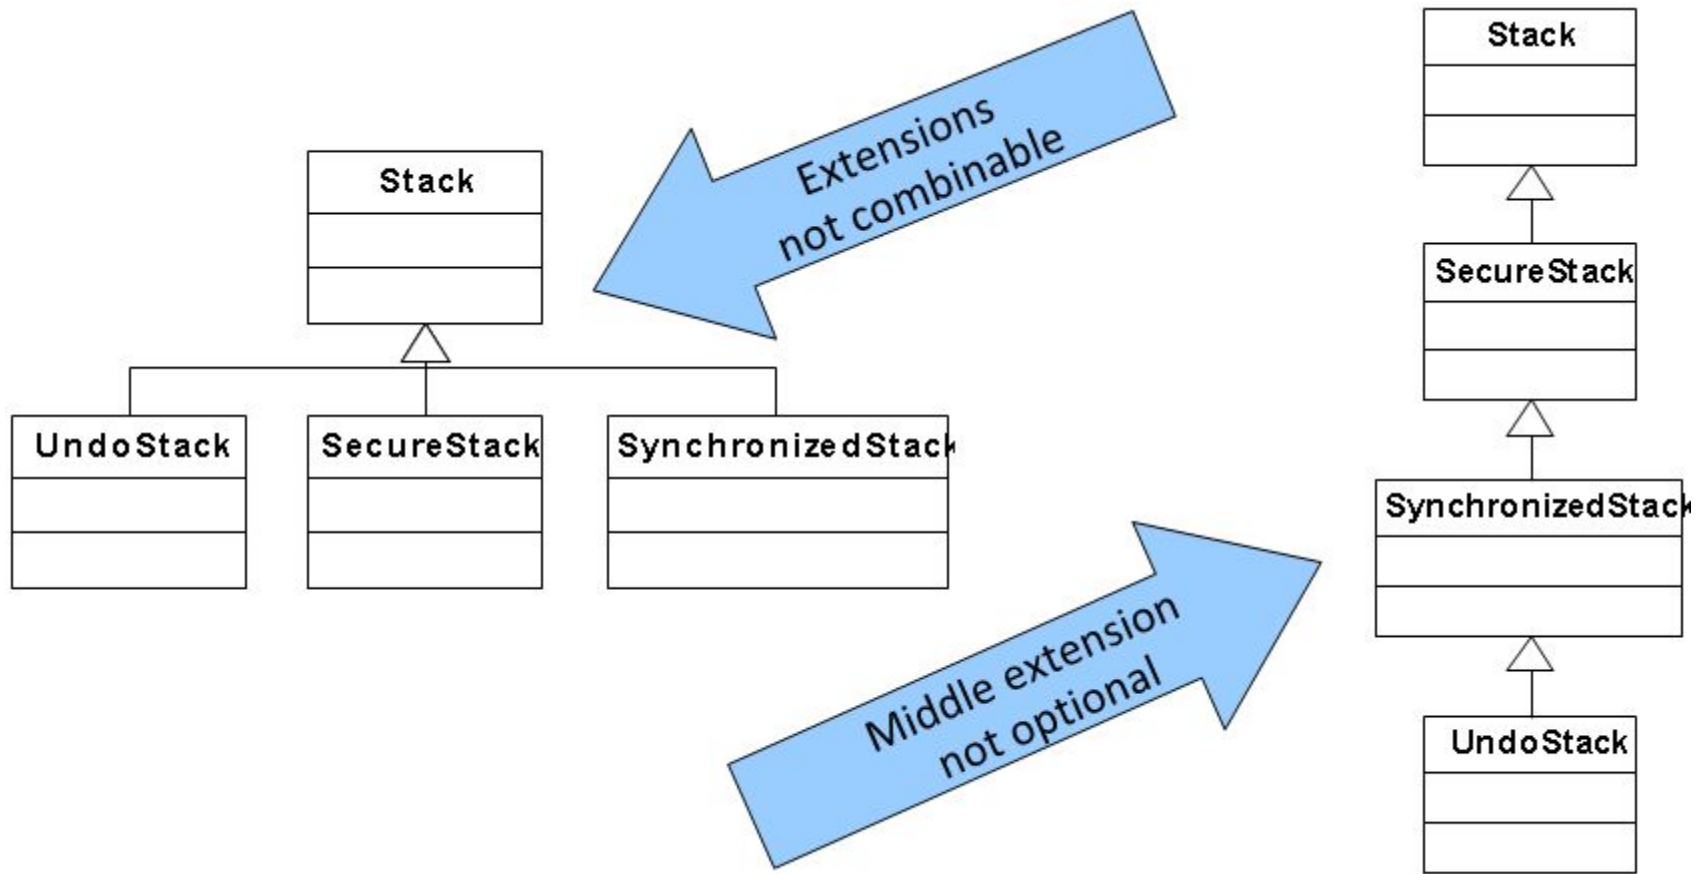 Stack
UndoStack
SecureStack
SynchronizedStack
Extensions
not combinable
Middle extension
not optional
Stack
SecureStack
SynchronizedStack
UndoStack